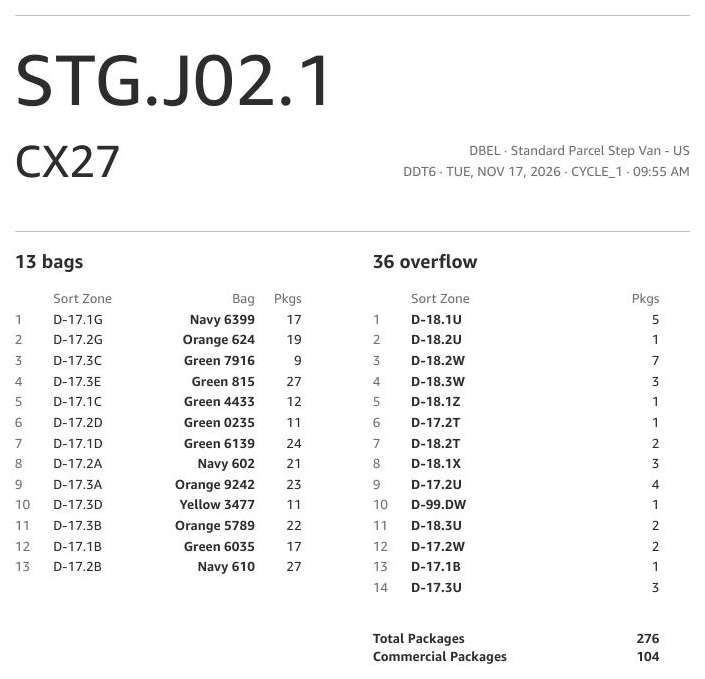 STG.J02.1
CX27
DBEL · Standard Parcel Step Van - US
DDT6 · TUE, NOV 17, 2026 · CYCLE_1 · 09:55 AM
13 bags
Sort Zone Bag Pkgs
1 D-17.1G Navy 6399 17
2 D-17.2G Orange 624 19
3 D-17.3C Green 7916 9
4 D-17.3E Green 815 27
5 D-17.1C Green 4433 12
6 D-17.2D Green 0235 11
7 D-17.1D Green 6139 24
8 D-17.2A Navy 602 21
9 D-17.3A Orange 9242 23
10 D-17.3D Yellow 3477 11
11 D-17.3B Orange 5789 22
12 D-17.1B Green 6035 17
13 D-17.2B Navy 610 27
36 overflow
Sort Zone Pkgs
1 D-18.1U 5
2 D-18.2U 1
3 D-18.2W 7
4 D-18.3W 3
5 D-18.1Z 1
6 D-17.2T 1
7 D-18.2T 2
8 D-18.1X 3
9 D-17.2U 4
10 D-99.DW 1
11 D-18.3U 2
12 D-17.2W 2
13 D-17.1B 1
14 D-17.3U 3
Total Packages 276
Commercial Packages 104